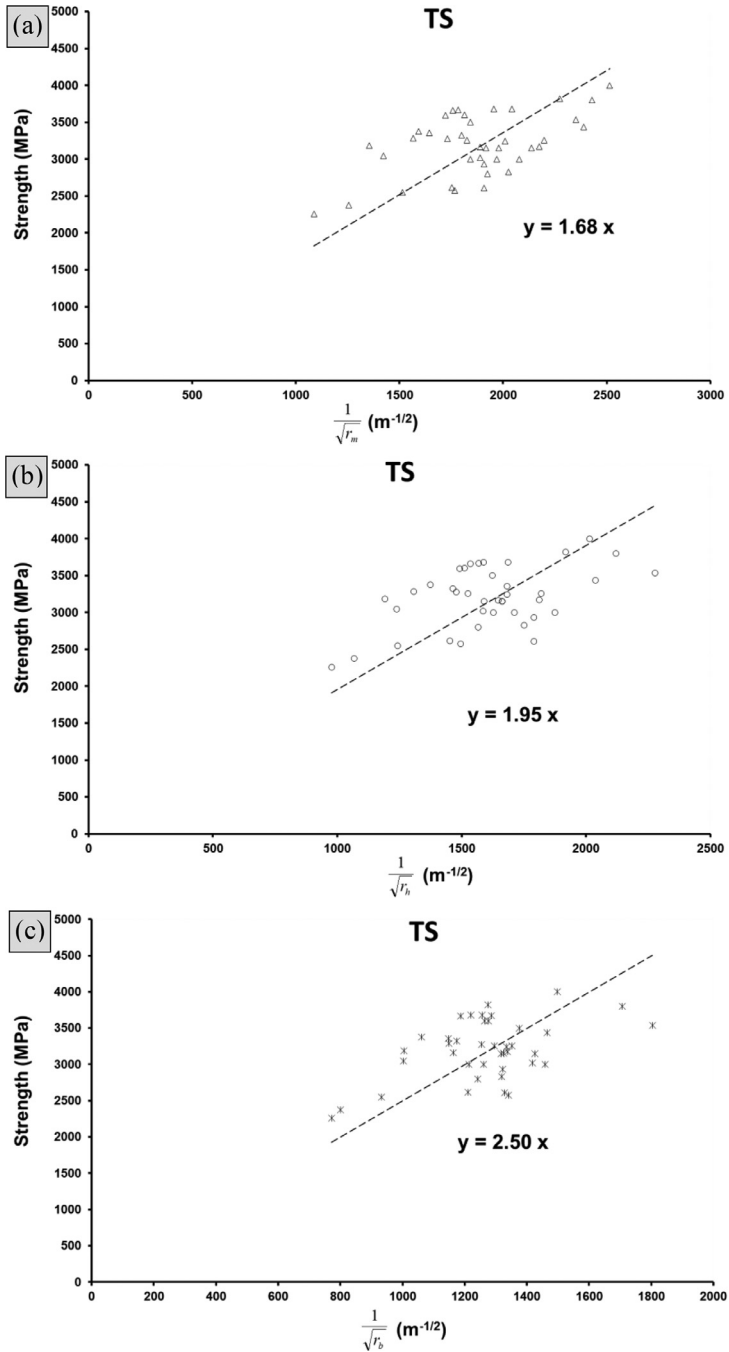 (a)
TS
5000
4500
4000
3500
3000
2500
2000
1500
1000
500
0
Strength (MPa)
y = 1.68 x
0 500 1000 1500 2000 2500 3000
1/√r_m (m-1/2)
(b)
TS
5000
4500
4000
3500
3000
2500
2000
1500
1000
500
0
Strength (MPa)
y = 1.95 x
0 500 1000 1500 2000 2500
1/√r_h (m-1/2)
(c)
TS
5000
4500
4000
3500
3000
2500
2000
1500
1000
500
0
Strength (MPa)
y = 2.50 x
0 200 400 600 800 1000 1200 1400 1600 1800 2000
1/√r_b (m-1/2)